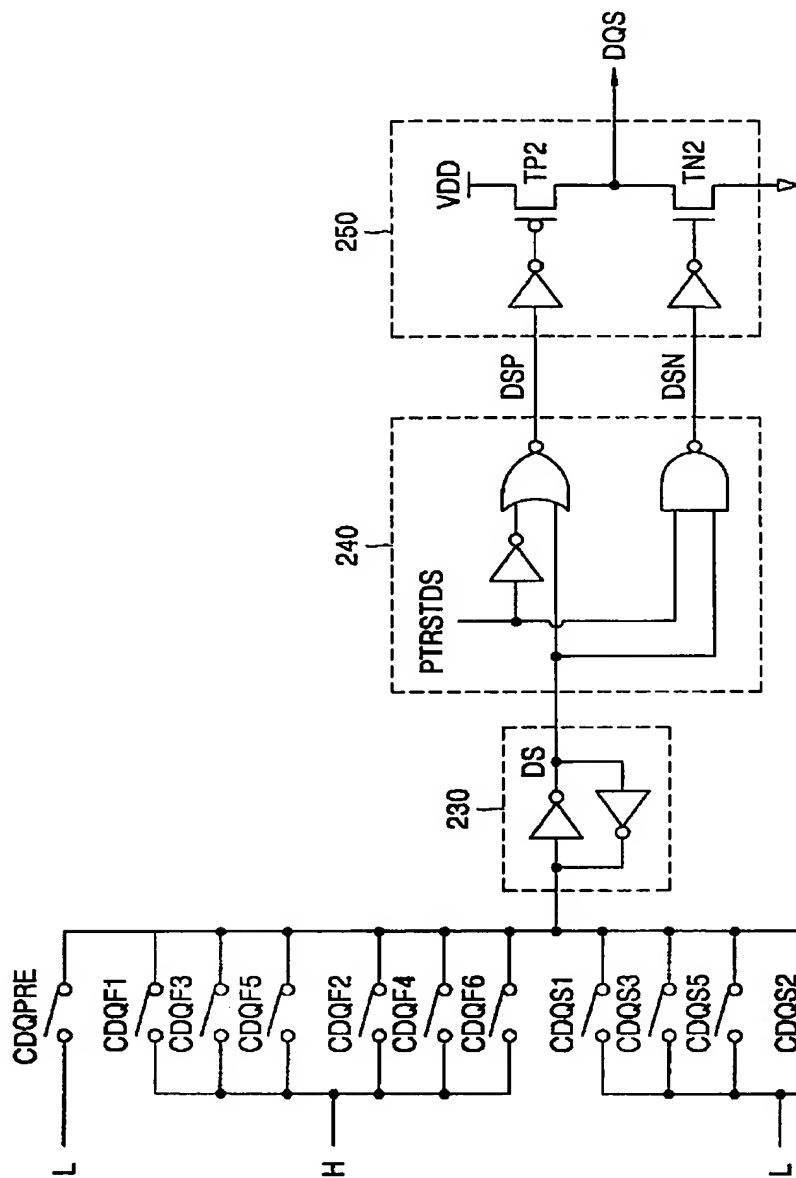 CDQPRE
L
CDQF1
CDQF3
CDQF5
H
CDQF2
CDQF4
CDQF6
CDQS1
CDQS3
CDQS5
L
CDQS2
230
DS
240
PTRSTDS
DSP
DSN
250
VDD
TP2
TN2
DQS